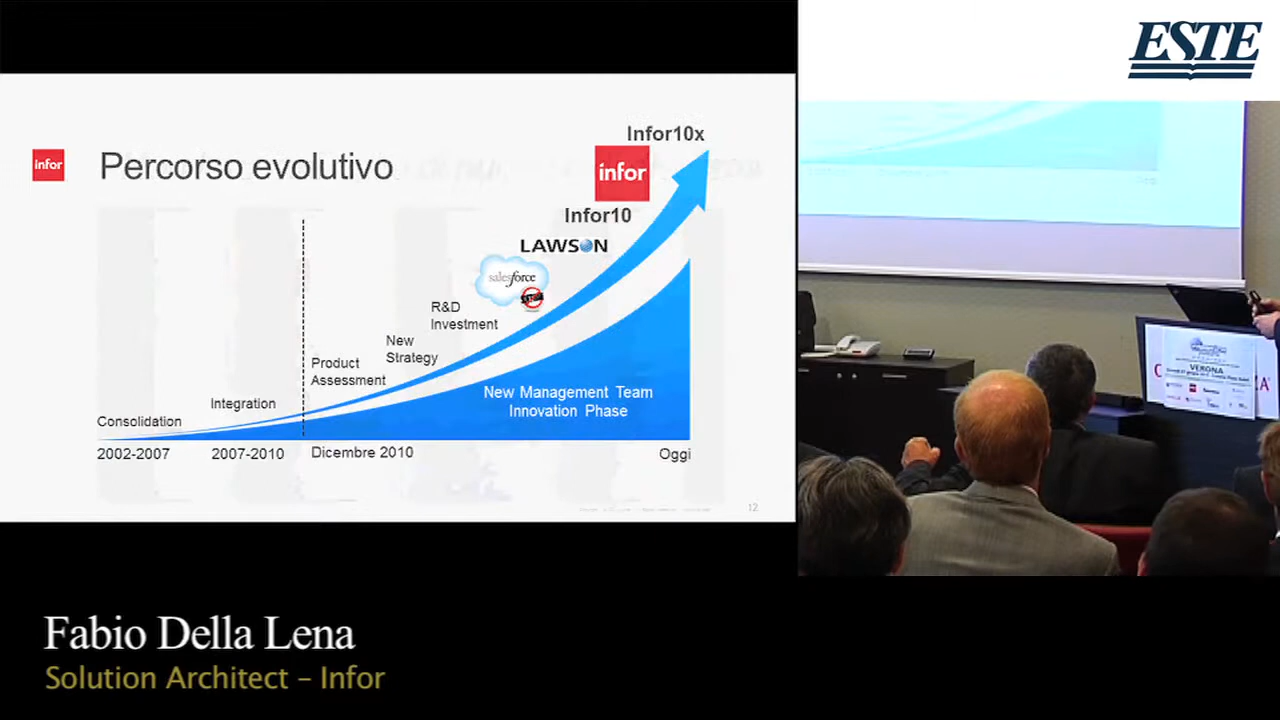 ESTE
infor
Percorso evolutivo
Infor10x
infor
Infor10
LAWSON
salesforce
R&D
Investment
New
Strategy
Product
Assessment
Integration
Consolidation
New Management Team
Innovation Phase
2002-2007
2007-2010
Dicembre 2010
Oggi
12
VERONA
Fabio Della Lena
Solution Architect – Infor